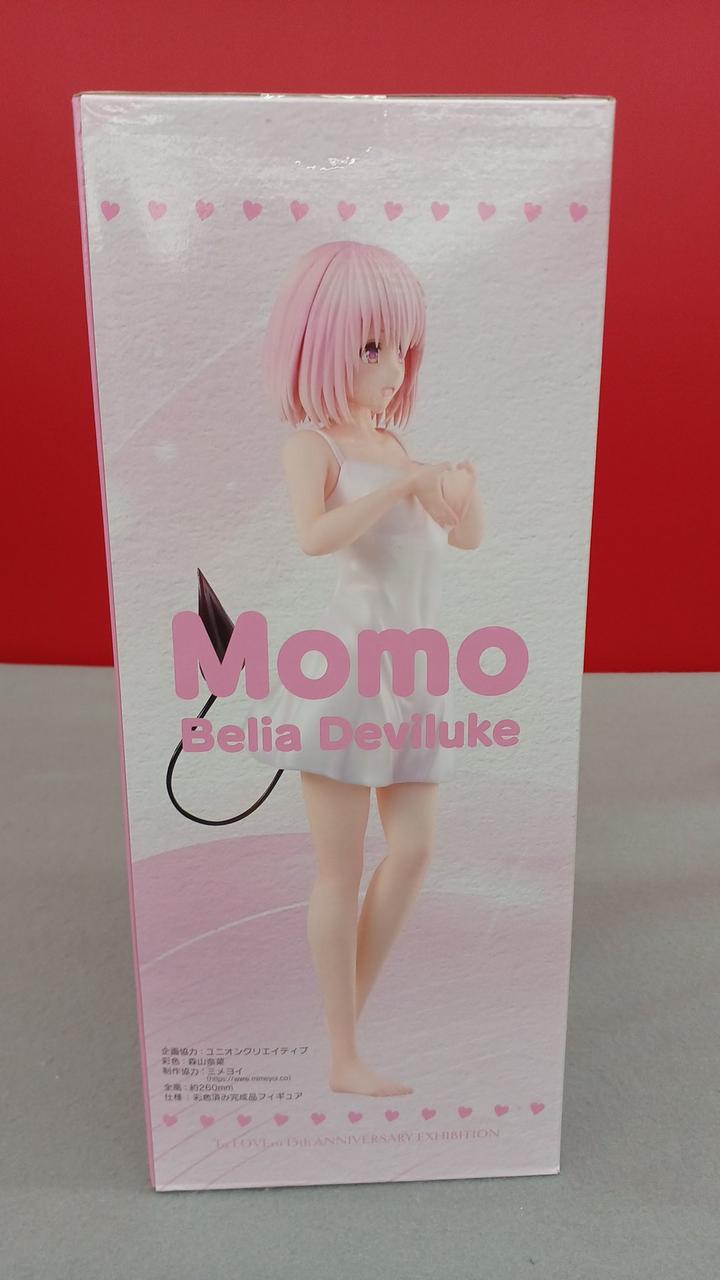 Momo
Belia Deviluke
企画協力：ユニオンクリエイティブ
彩色：森山奈菜
制作協力：ミメヨイ
(https://www.mimeyoi.co)
全高：約260mm
仕様：彩色済み完成品フィギュア
To LOVEる 15th ANNIVERSARY EXHIBITION